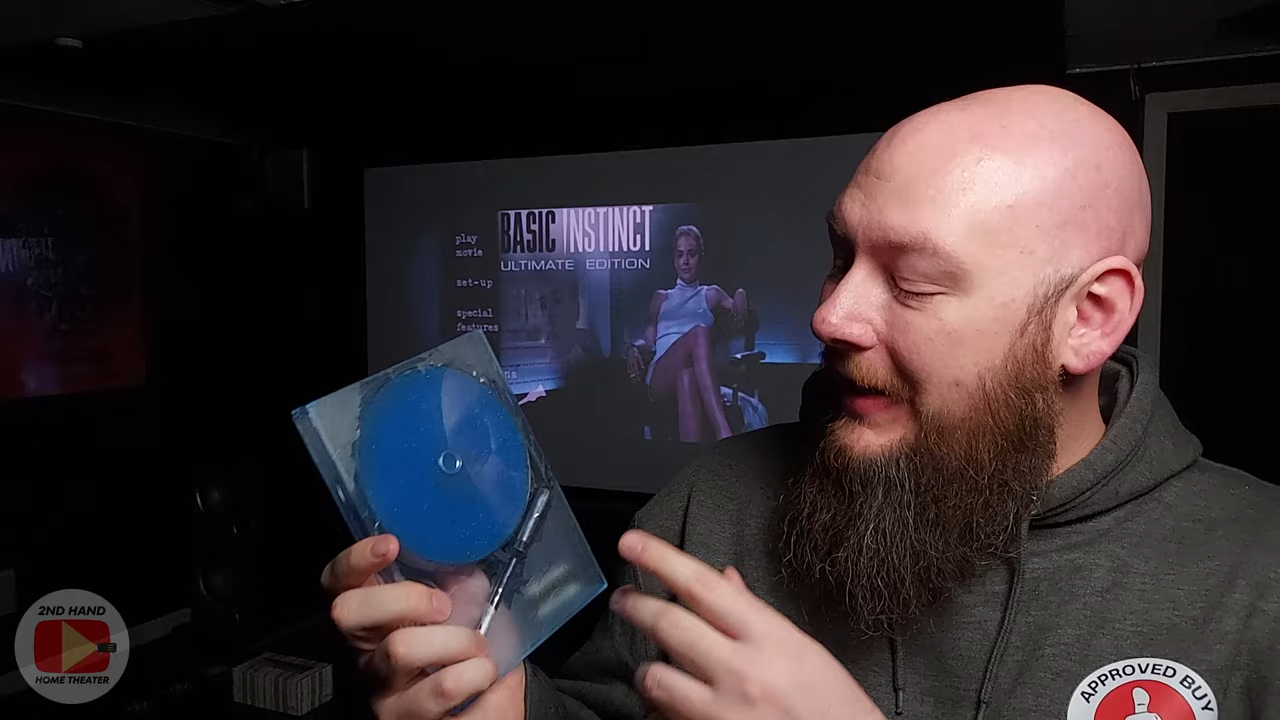 BASIC INSTINCT
ULTIMATE EDITION
play
movie
set-up
special
features
2ND HAND
HOME THEATER
APPROVED BUY